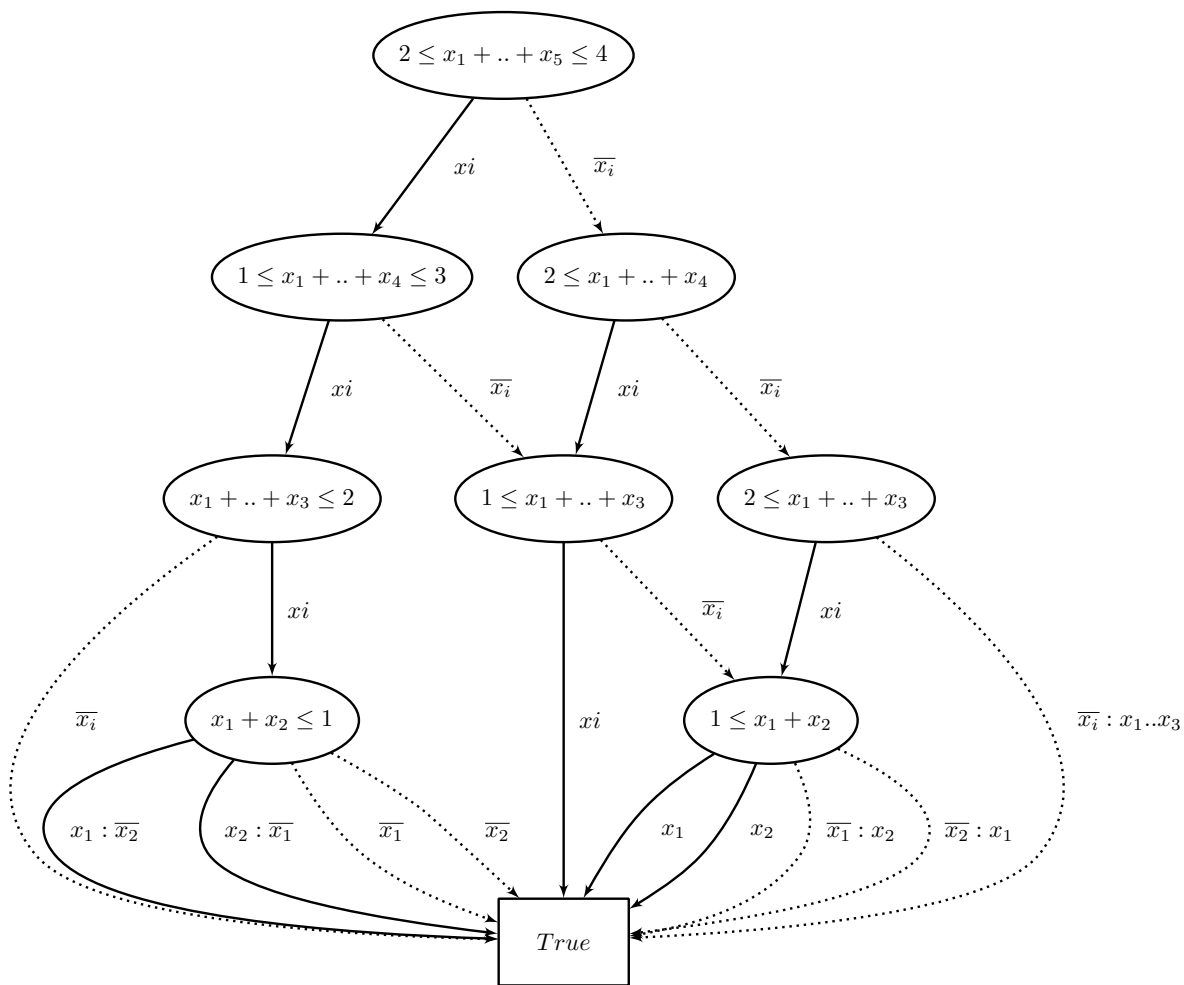 2 ≤ x₁ + .. + x₅ ≤ 4
xi
x̅ᵢ
1 ≤ x₁ + .. + x₄ ≤ 3
2 ≤ x₁ + .. + x₄
xi
x̅ᵢ
xi
x̅ᵢ
x₁ + .. + x₃ ≤ 2
1 ≤ x₁ + .. + x₃
2 ≤ x₁ + .. + x₃
xi
x̅ᵢ
xi
x̅ᵢ
x₁ + x₂ ≤ 1
xi
1 ≤ x₁ + x₂
x̅ᵢ : x₁..x₃
x₁ : x̅₂
x₂ : x̅₁
x̅₁
x̅₂
x₁
x₂
x̅₁ : x₂
x̅₂ : x₁
True